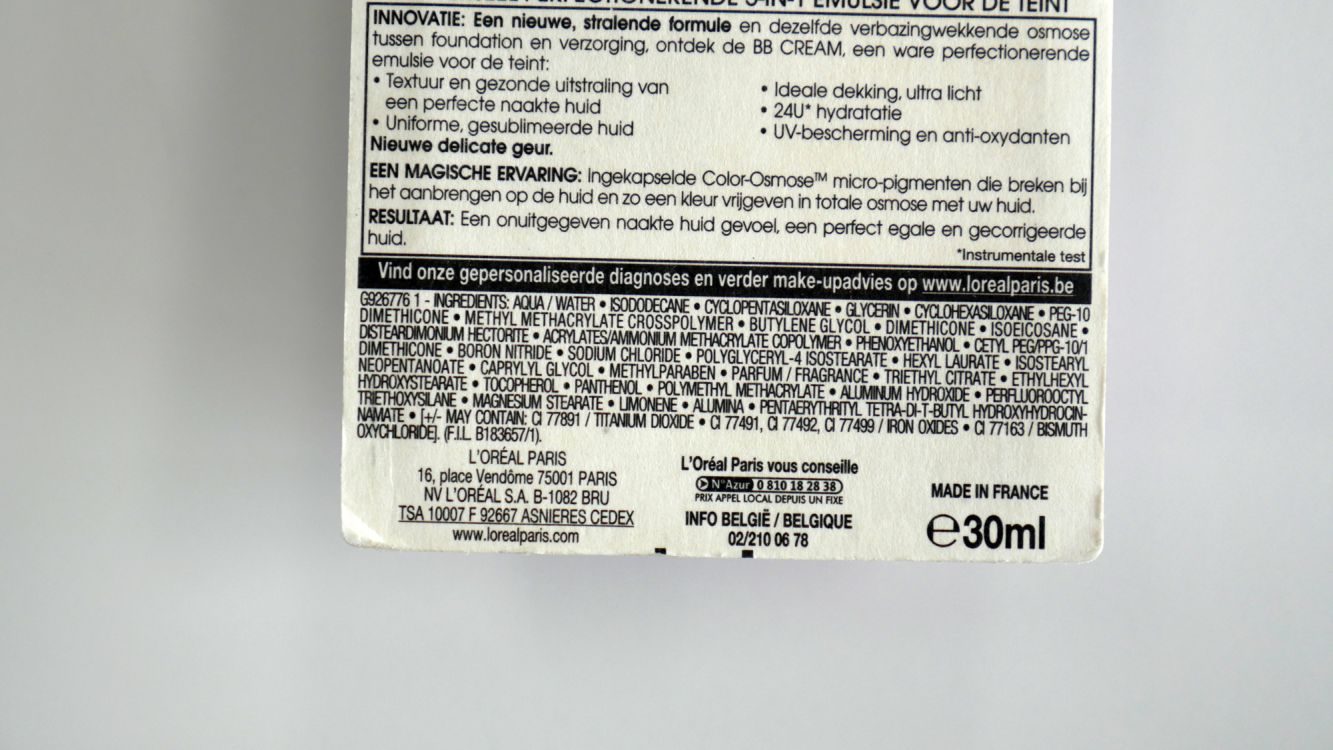 PERFECTIONERENDE 5-IN-1 EMULSIE VOOR DE TEINT
INNOVATIE: Een nieuwe, stralende formule en dezelfde verbazingwekkende osmose
tussen foundation en verzorging, ontdek de BB CREAM, een ware perfectionerende
emulsie voor de teint:
• Textuur en gezonde uitstraling van
een perfecte naakte huid
• Uniforme, gesublimeerde huid
• Ideale dekking, ultra licht
• 24U* hydratatie
• UV-bescherming en anti-oxydanten
Nieuwe delicate geur.
EEN MAGISCHE ERVARING: Ingekapselde Color-Osmose™ micro-pigmenten die breken bij
het aanbrengen op de huid en zo een kleur vrijgeven in totale osmose met uw huid.
RESULTAAT: Een onuitgegeven naakte huid gevoel, een perfect egale en gecorrigeerde
huid.
*Instrumentale test
Vind onze gepersonaliseerde diagnoses en verder make-upadvies op www.lorealparis.be
G926776 1 - INGREDIENTS: AQUA / WATER • ISODODECANE • CYCLOPENTASILOXANE • GLYCERIN • CYCLOHEXASILOXANE • PEG-10
DIMETHICONE • METHYL METHACRYLATE CROSSPOLYMER • BUTYLENE GLYCOL • DIMETHICONE • ISOEICOSANE •
DISTEARDIMONIUM HECTORITE • ACRYLATES/AMMONIUM METHACRYLATE COPOLYMER • PHENOXYETHANOL • CETYL PEG/PPG-10/1
DIMETHICONE • BORON NITRIDE • SODIUM CHLORIDE • POLYGLYCERYL-4 ISOSTEARATE • HEXYL LAURATE • ISOSTEARYL
NEOPENTANOATE • CAPRYLYL GLYCOL • METHYLPARABEN • PARFUM / FRAGRANCE • TRIETHYL CITRATE • ETHYLHEXYL
HYDROXYSTEARATE • TOCOPHEROL • PANTHENOL • POLYMETHYL METHACRYLATE • ALUMINUM HYDROXIDE • PERFLUOROOCTYL
TRIETHOXYSILANE • MAGNESIUM STEARATE • LIMONENE • ALUMINA • PENTAERYTHRITYL TETRA-DI-T-BUTYL HYDROXYHYDROCIN-
NAMATE • [+/- MAY CONTAIN: CI 77891 / TITANIUM DIOXIDE • CI 77491, CI 77492, CI 77499 / IRON OXIDES • CI 77163 / BISMUTH
OXYCHLORIDE]. (F.I.L. B183657/1).
L'ORÉAL PARIS
16, place Vendôme 75001 PARIS
NV L'ORÉAL S.A. B-1082 BRU
TSA 10007 F 92667 ASNIERES CEDEX
www.lorealparis.com
L'Oréal Paris vous conseille
N°Azur 0 810 18 28 38
PRIX APPEL LOCAL DEPUIS UN FIXE
INFO BELGIË / BELGIQUE
02/210 06 78
MADE IN FRANCE
℮30ml